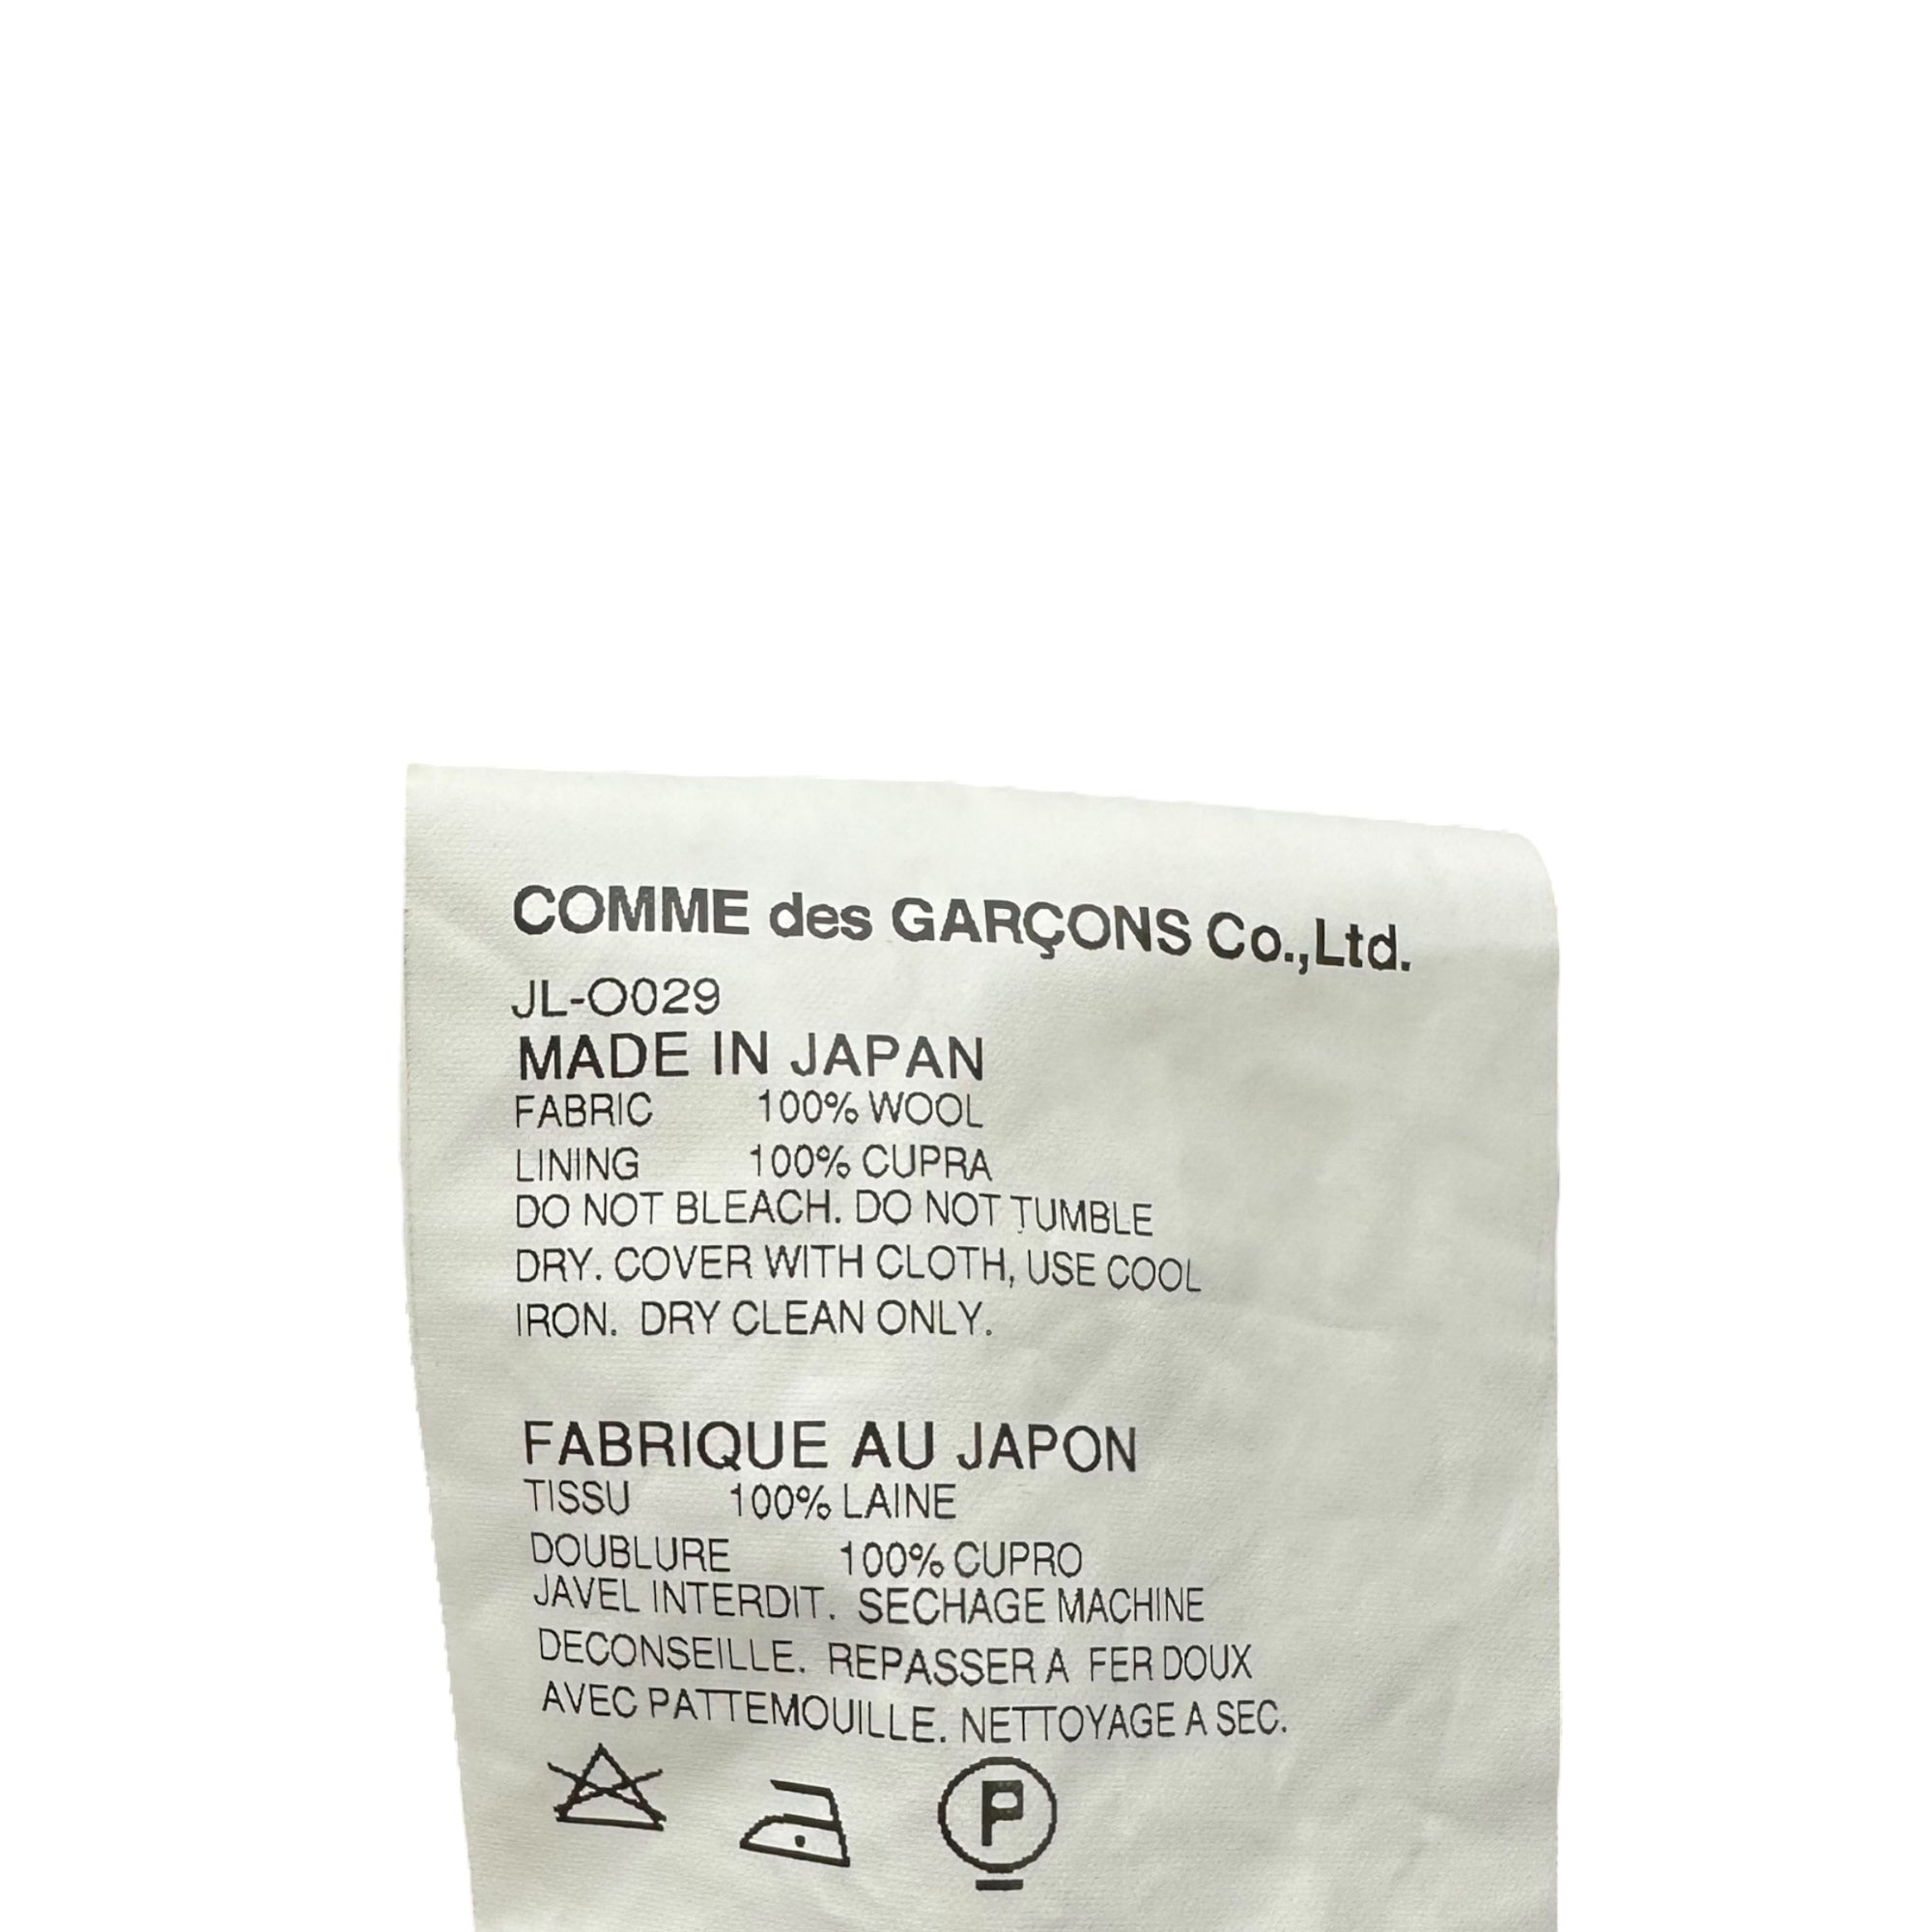 COMME des GARÇONS Co.,Ltd.
JL-O029
MADE IN JAPAN
FABRIC 100% WOOL
LINING 100% CUPRA
DO NOT BLEACH. DO NOT TUMBLE
DRY. COVER WITH CLOTH, USE COOL
IRON. DRY CLEAN ONLY.
FABRIQUE AU JAPON
TISSU 100% LAINE
DOUBLURE 100% CUPRO
JAVEL INTERDIT. SECHAGE MACHINE
DECONSEILLE. REPASSER A FER DOUX
AVEC PATTEMOUILLE. NETTOYAGE A SEC.
P